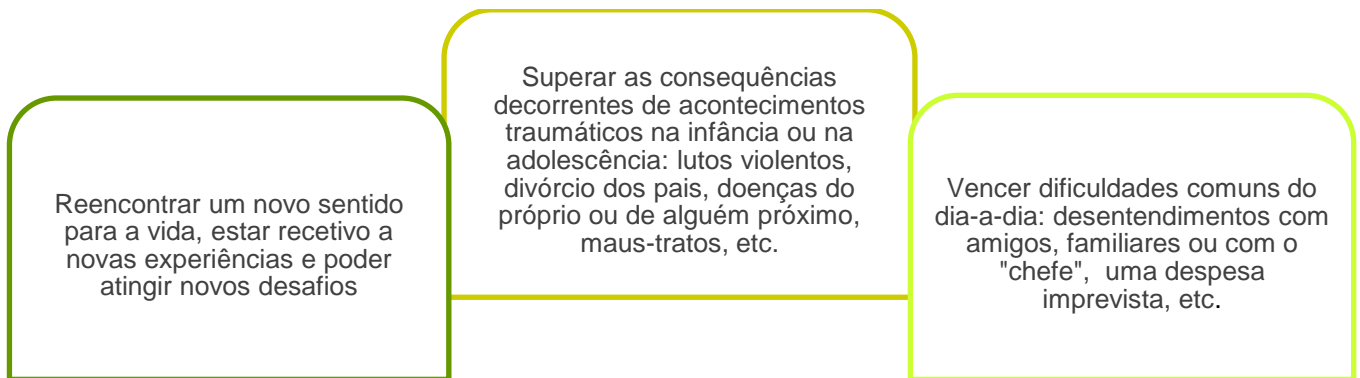 Reencontrar um novo sentido
para a vida, estar recetivo a
novas experiências e poder
atingir novos desafios
Superar as consequências
decorrentes de acontecimentos
traumáticos na infância ou na
adolescência: lutos violentos,
divórcio dos pais, doenças do
próprio ou de alguém próximo,
maus-tratos, etc.
Vencer dificuldades comuns do
dia-a-dia: desentendimentos com
amigos, familiares ou com o
"chefe",  uma despesa
imprevista, etc.